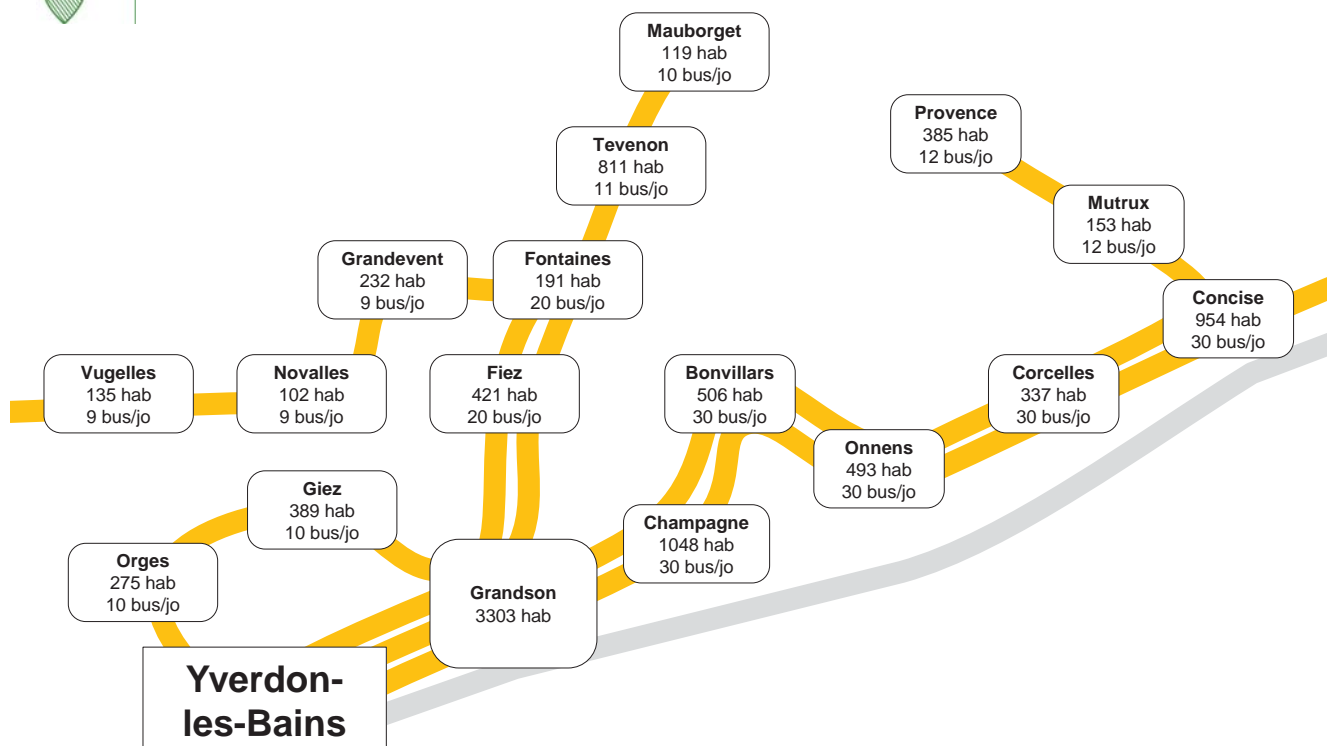 Mauborget
119 hab
10 bus/jo
Provence
385 hab
12 bus/jo
Tevenon
811 hab
11 bus/jo
Mutrux
153 hab
12 bus/jo
Grandevent
232 hab
9 bus/jo
Fontaines
191 hab
20 bus/jo
Concise
954 hab
30 bus/jo
Vugelles
135 hab
9 bus/jo
Novalles
102 hab
9 bus/jo
Fiez
421 hab
20 bus/jo
Bonvillars
506 hab
30 bus/jo
Corcelles
337 hab
30 bus/jo
Onnens
493 hab
30 bus/jo
Giez
389 hab
10 bus/jo
Champagne
1048 hab
30 bus/jo
Orges
275 hab
10 bus/jo
Grandson
3303 hab
Yverdon-
les-Bains